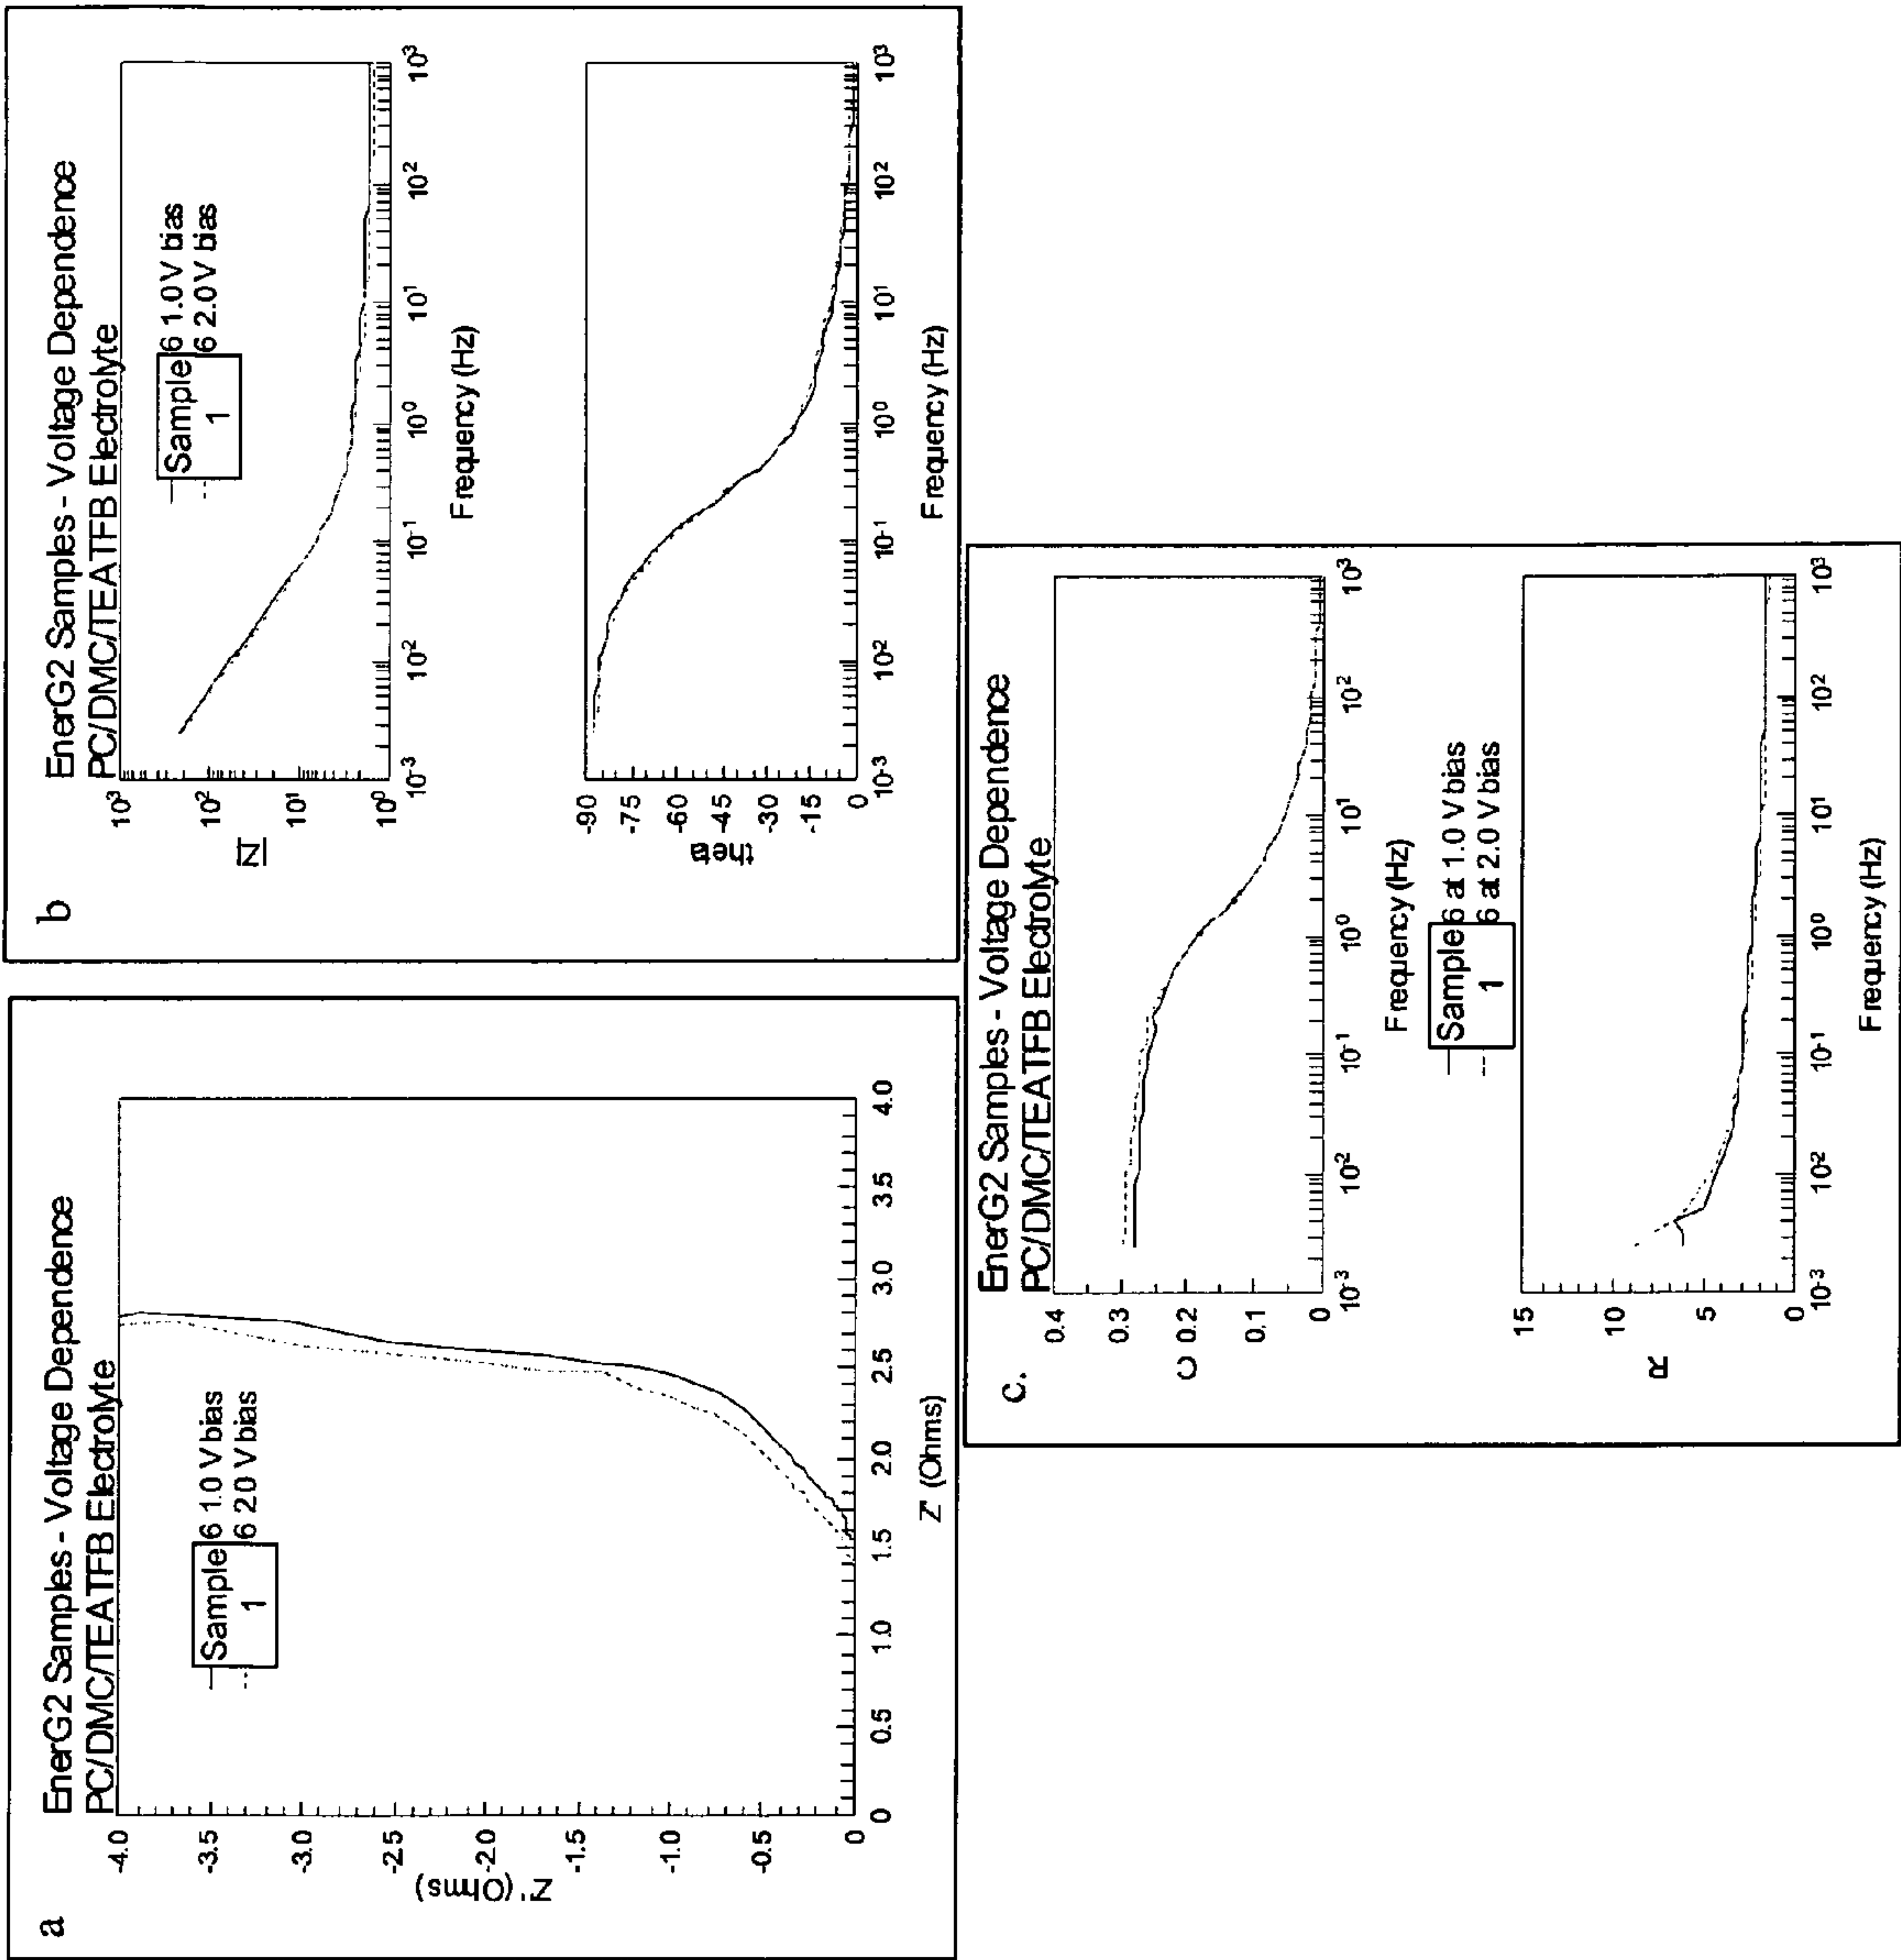 a
EnerG2 Samples - Voltage Dependence
PC/DMC/TEATFB Electrolyte
Sample 6 1.0 V bias
1 6 2.0 V bias
Z' (Ohms)
-4.0
-3.5
-3.0
-2.5
-2.0
-1.5
-1.0
-0.5
0
0 0.5 1.0 1.5 2.0 2.5 3.0 3.5 4.0
Z' (Ohms)
b
EnerG2 Samples - Voltage Dependence
PC/DMC/TEATFB Electrolyte
Sample 6 1.0 V bias
1 6 2.0 V bias
|Z|
10³
10²
10¹
10⁰
10⁻³ 10⁻² 10⁻¹ 10⁰ 10¹ 10² 10³
Frequency (Hz)
theta
-90
-75
-60
-45
-30
-15
0
10⁻³ 10⁻² 10⁻¹ 10⁰ 10¹ 10² 10³
Frequency (Hz)
c.
EnerG2 Samples - Voltage Dependence
PC/DMC/TEATFB Electrolyte
C
0.4
0.3
0.2
0.1
0
10⁻³ 10⁻² 10⁻¹ 10⁰ 10¹ 10² 10³
Frequency (Hz)
Sample 6 at 1.0 V bias
1 6 at 2.0 V bias
R
15
10
5
0
10⁻³ 10⁻² 10⁻¹ 10⁰ 10¹ 10² 10³
Frequency (Hz)